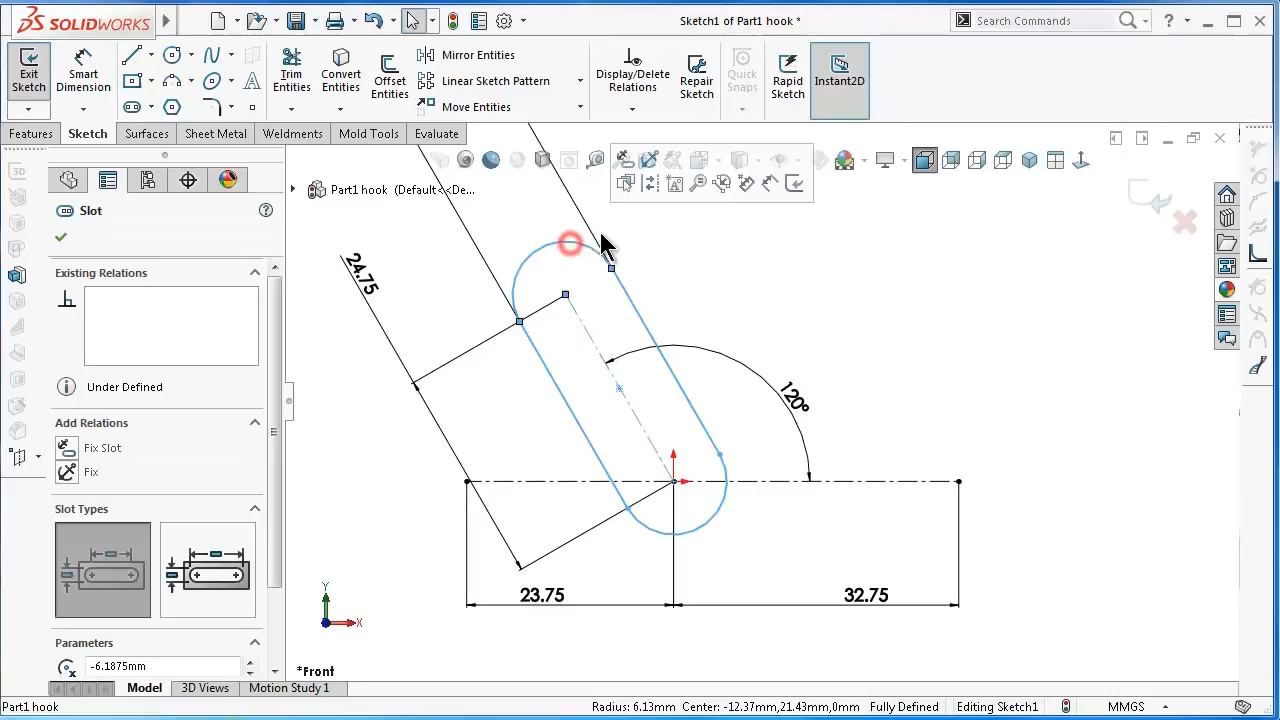 SOLIDWORKS
Sketch1 of Part1 hook *
Search Commands
?
Exit Sketch
Smart Dimension
Trim Entities
Convert Entities
Offset Entities
Mirror Entities
Linear Sketch Pattern
Move Entities
Display/Delete Relations
Repair Sketch
Quick Snaps
Rapid Sketch
Instant2D
Features
Sketch
Surfaces
Sheet Metal
Weldments
Mold Tools
Evaluate
Part1 hook (Default<<De...
Slot
Existing Relations
Under Defined
Add Relations
Fix Slot
Fix
Slot Types
Parameters
-6.1875mm
24.75
120°
23.75
32.75
Y
X
*Front
Model
3D Views
Motion Study 1
Part1 hook
Radius: 6.13mm Center: -12.37mm,21.43mm,0mm
Fully Defined
Editing Sketch1
MMGS